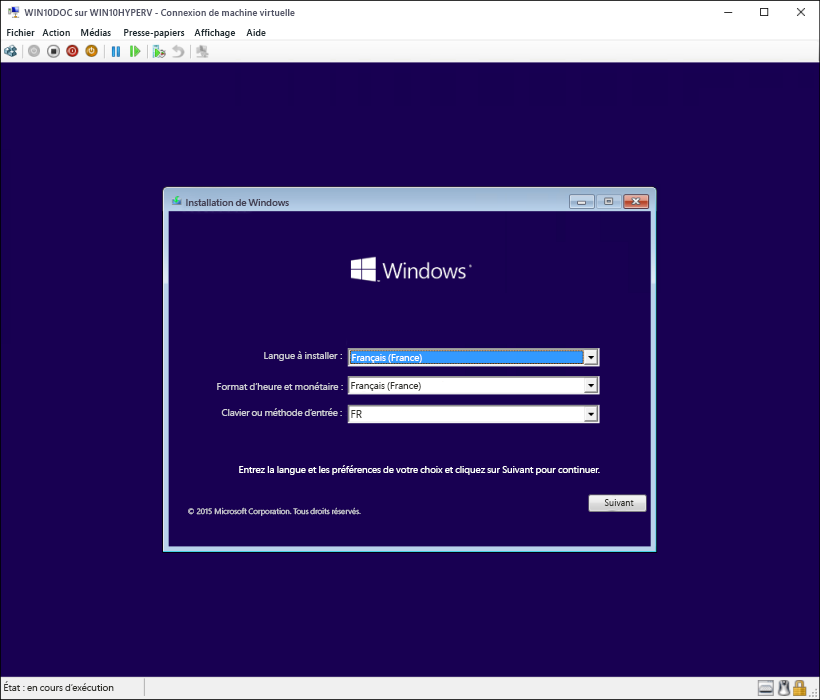 WIN10DOC sur WIN10HYPERV - Connexion de machine virtuelle
Fichier Action Médias Presse-papiers Affichage Aide
Installation de Windows
Windows
Langue à installer : Français (France)
Format d'heure et monétaire : Français (France)
Clavier ou méthode d'entrée : FR
Entrez la langue et les préférences de votre choix et cliquez sur Suivant pour continuer.
Suivant
© 2015 Microsoft Corporation. Tous droits réservés.
État : en cours d'exécution